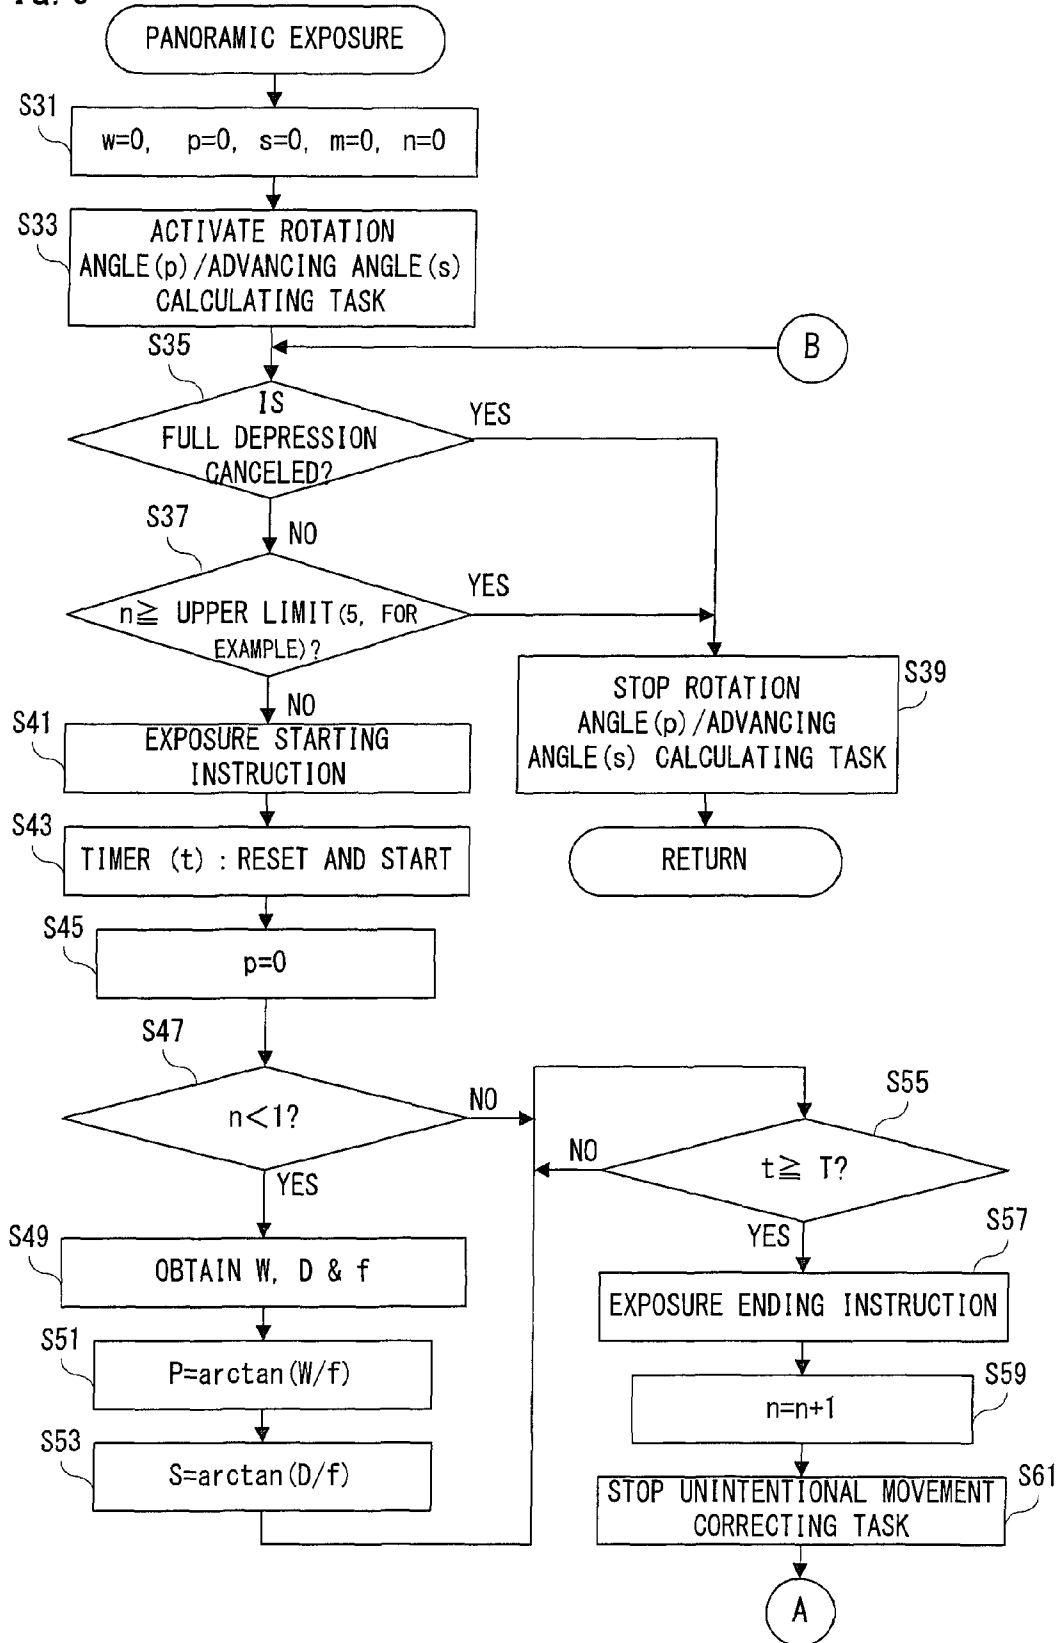 PANORAMIC EXPOSURE
S31
w=0, p=0, s=0, m=0, n=0
S33
ACTIVATE ROTATION
ANGLE(p)/ADVANCING ANGLE(s)
CALCULATING TASK
S35
B
IS
FULL DEPRESSION
CANCELED?
YES
NO
S37
n≧ UPPER LIMIT(5, FOR
EXAMPLE)?
YES
NO
S39
STOP ROTATION
ANGLE(p)/ADVANCING
ANGLE(s) CALCULATING TASK
RETURN
S41
EXPOSURE STARTING
INSTRUCTION
S43
TIMER (t) : RESET AND START
S45
p=0
S47
n<1?
NO
YES
S49
OBTAIN W, D & f
S51
P=arctan(W/f)
S53
S=arctan(D/f)
S55
t≧ T?
NO
YES
S57
EXPOSURE ENDING INSTRUCTION
S59
n=n+1
S61
STOP UNINTENTIONAL MOVEMENT
CORRECTING TASK
A